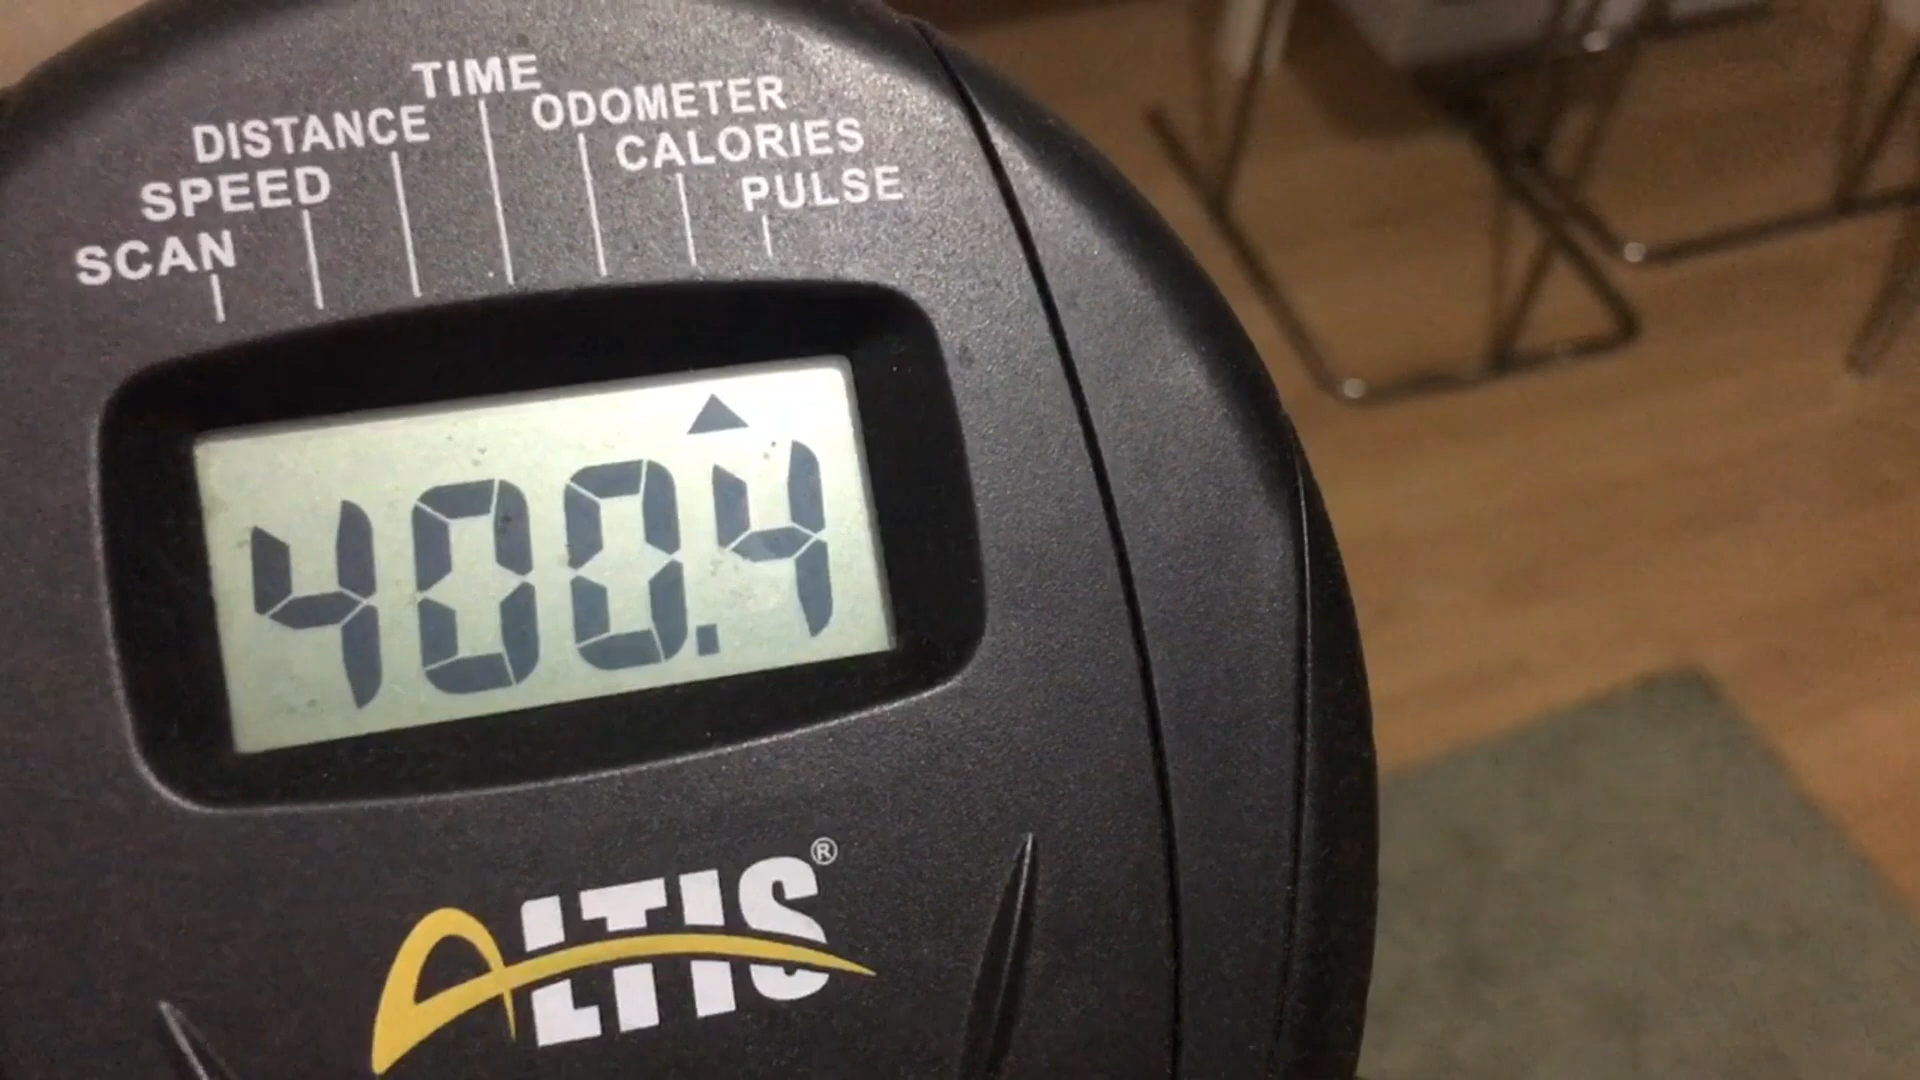 TIME
ODOMETER
DISTANCE
CALORIES
SPEED
PULSE
SCAN
400.4
ALTIS®